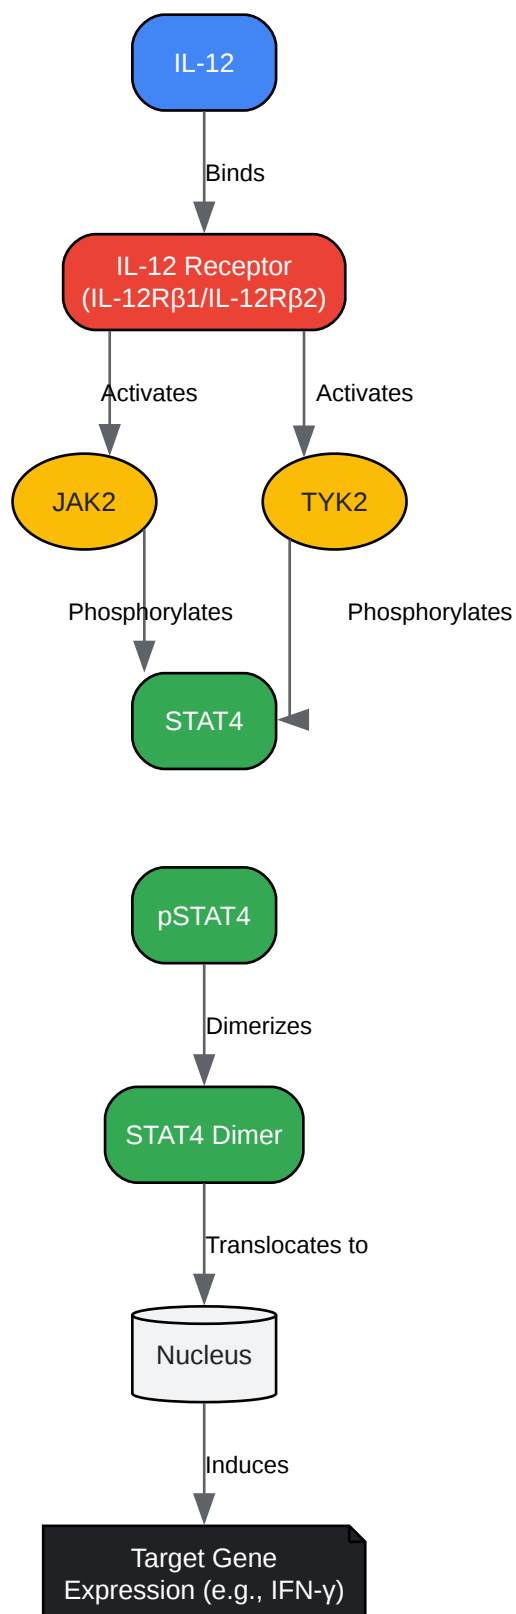 IL-12
Binds
IL-12 Receptor
(IL-12Rβ1/IL-12Rβ2)
Activates
Activates
JAK2
TYK2
Phosphorylates
Phosphorylates
STAT4
pSTAT4
Dimerizes
STAT4 Dimer
Translocates to
Nucleus
Induces
Target Gene
Expression (e.g., IFN-γ)